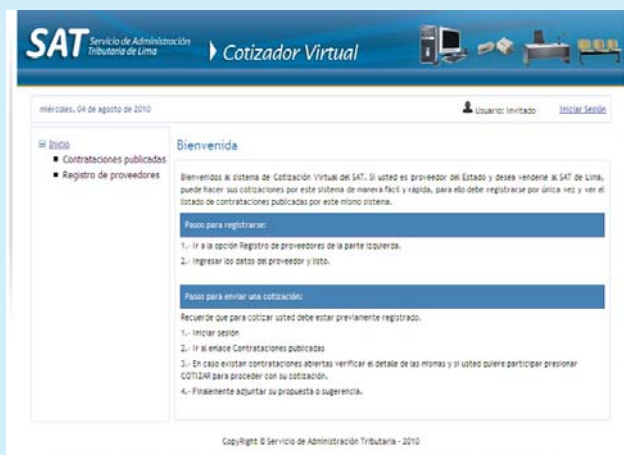 SAT Servicio de Administración
Tributaria de Lima
Cotizador Virtual
miércoles, 04 de agosto de 2010
Usuario: Invitado
Iniciar Sesión
Inicio
Contrataciones publicadas
Registro de proveedores
Bienvenida
Bienvenidos al sistema de Cotización Virtual del SAT. Si usted es proveedor del Estado y desea venderle al SAT de Lima,
puede hacer sus cotizaciones por este sistema de manera fácil y rápida, para ello debe registrarse por única vez y ver el
listado de contrataciones publicadas por este mismo sistema.
Pasos para registrarse:
1.- Ir a la opción Registro de proveedores de la parte izquierda.
2.- Ingresar los datos del proveedor y listo.
Pasos para enviar una cotización:
Recuerde que para cotizar usted debe estar previamente registrado.
1.- Iniciar sesión
2.- Ir al enlace Contrataciones publicadas
3.- En caso existan contrataciones abiertas verificar el detalle de las mismas y si usted quiere participar presionar
COTIZAR para proceder con su cotización.
4.- Finalemente adjuntar su propuesta o sugerencia.
CopyRight © Servicio de Administración Tributaria - 2010